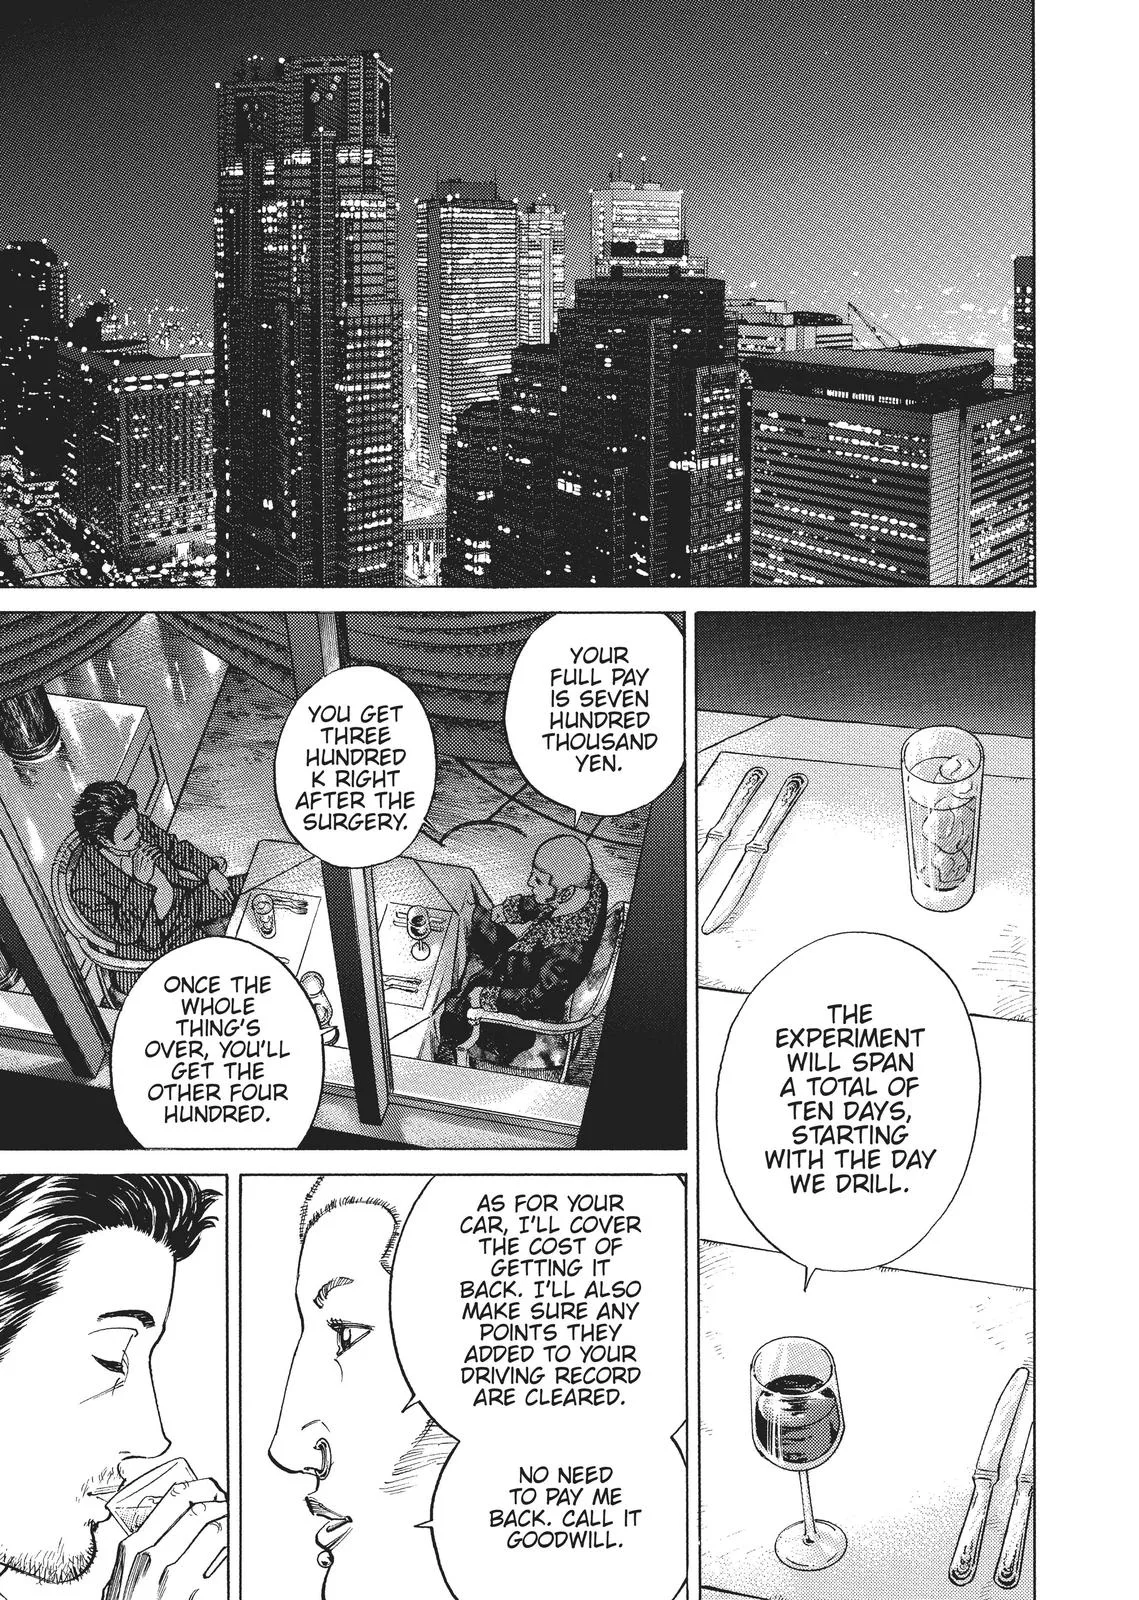 THE
EXPERIMENT
WILL SPAN
A TOTAL OF
TEN DAYS,
STARTING
WITH THE DAY
WE DRILL.
YOUR
FULL PAY
IS SEVEN
HUNDRED
THOUSAND
YEN.
YOU GET
THREE
HUNDRED
K RIGHT
AFTER THE
SURGERY.
ONCE THE
WHOLE
THING'S
OVER, YOU'LL
GET THE
OTHER FOUR
HUNDRED.
AS FOR YOUR
CAR, I'LL COVER
THE COST OF
GETTING IT
BACK. I'LL ALSO
MAKE SURE ANY
POINTS THEY
ADDED TO YOUR
DRIVING RECORD
ARE CLEARED.
NO NEED
TO PAY ME
BACK. CALL IT
GOODWILL.